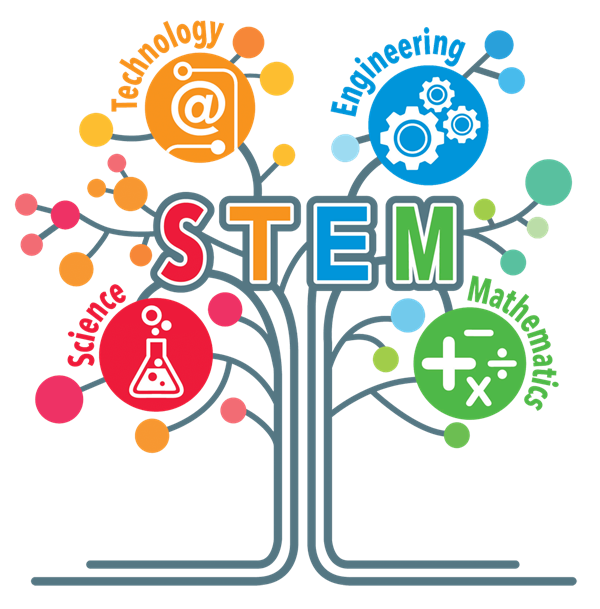 Technology
Engineering
@
STEM
Science
Mathematics
+ − ÷ x